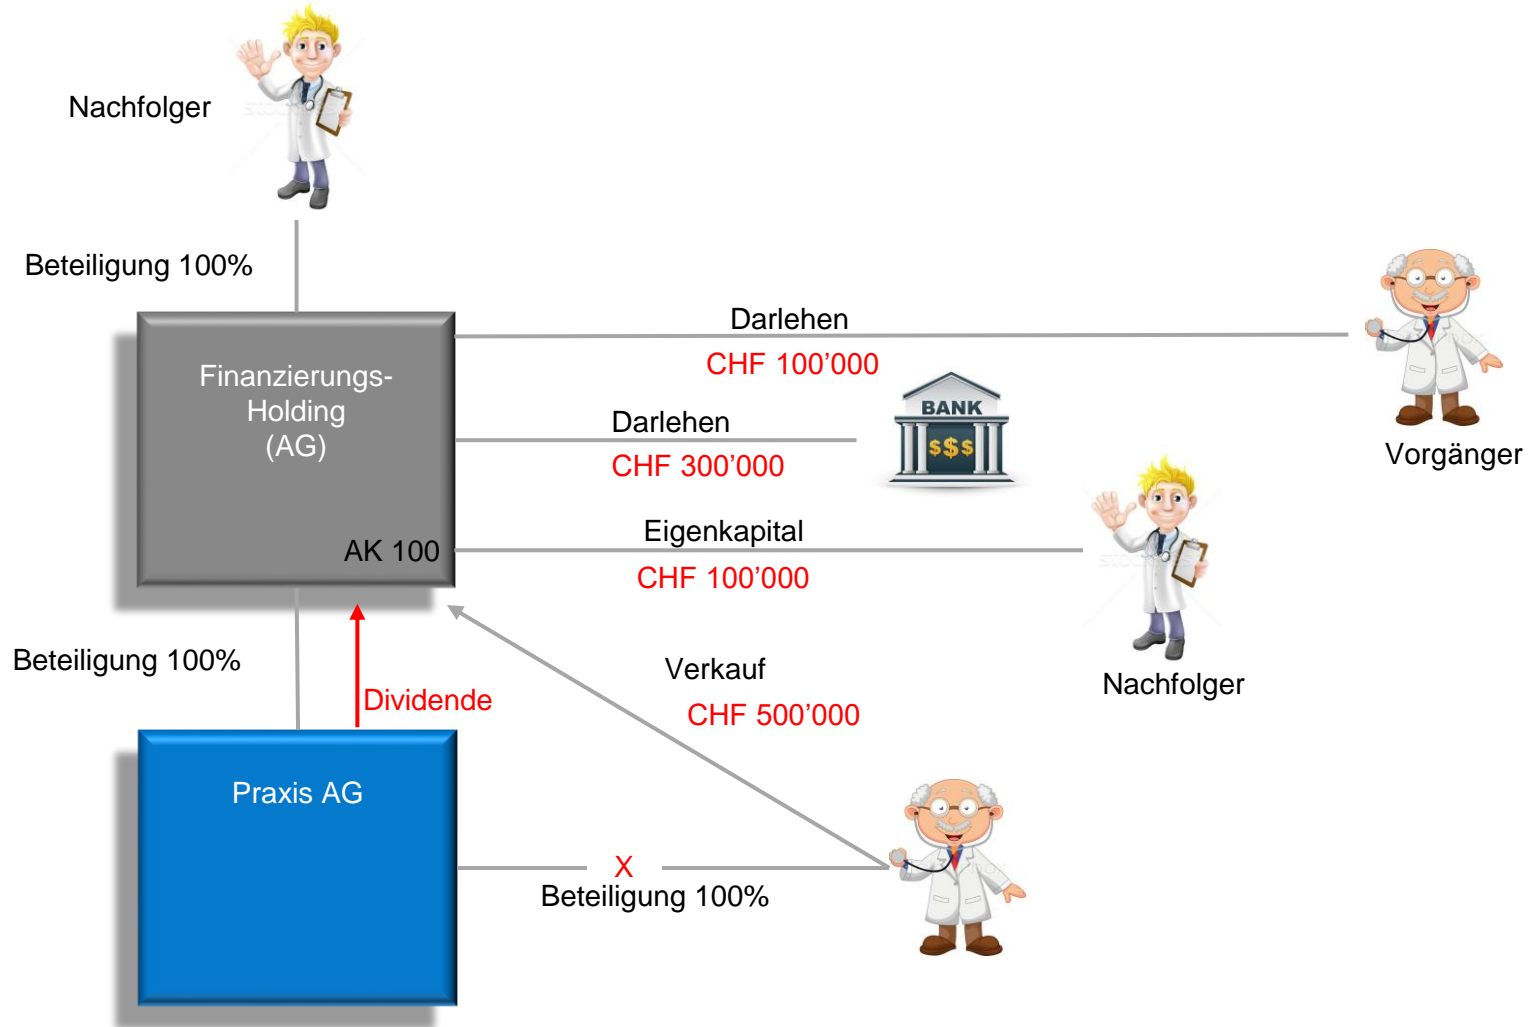 Nachfolger
Beteiligung 100%
Darlehen
CHF 100’000
Finanzierungs-
Holding
(AG)
AK 100
BANK
$$$
Darlehen
CHF 300’000
Vorgänger
Eigenkapital
CHF 100’000
Nachfolger
Beteiligung 100%
Dividende
Verkauf
CHF 500’000
Praxis AG
X
Beteiligung 100%